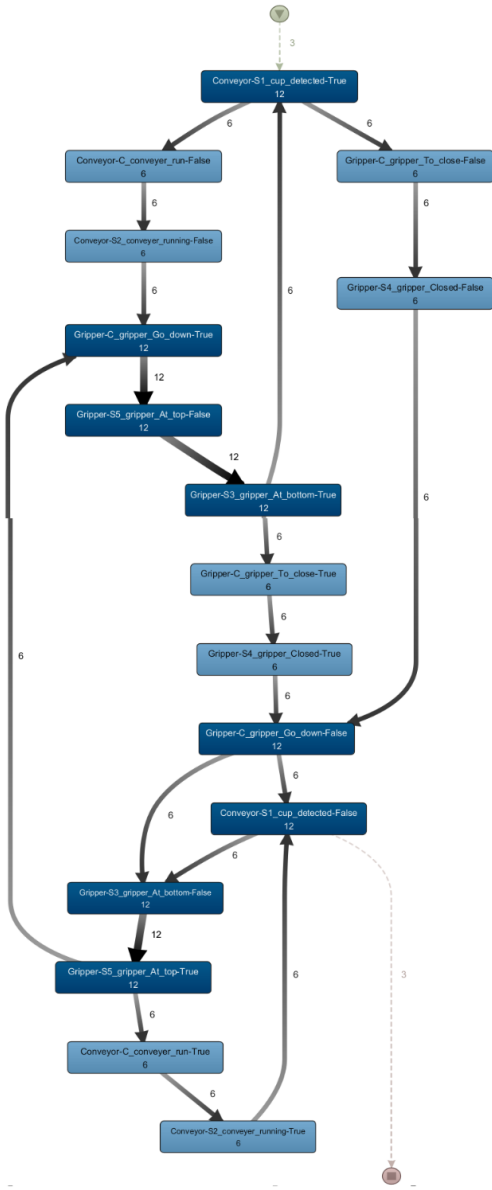 3
Conveyor-S1_cup_detected-True
12
6
6
Conveyor-C_conveyer_run-False
6
Gripper-C_gripper_To_close-False
6
6
6
Conveyor-S2_conveyer_running-False
6
Gripper-S4_gripper_Closed-False
6
6
6
Gripper-C_gripper_Go_down-True
12
12
Gripper-S5_gripper_At_top-False
12
12
Gripper-S3_gripper_At_bottom-True
12
6
6
Gripper-C_gripper_To_close-True
6
6
Gripper-S4_gripper_Closed-True
6
6
6
Gripper-C_gripper_Go_down-False
12
6
Conveyor-S1_cup_detected-False
12
6
6
Gripper-S3_gripper_At_bottom-False
12
12
Gripper-S5_gripper_At_top-True
12
6
3
6
Conveyor-C_conveyer_run-True
6
6
Conveyor-S2_conveyer_running-True
6